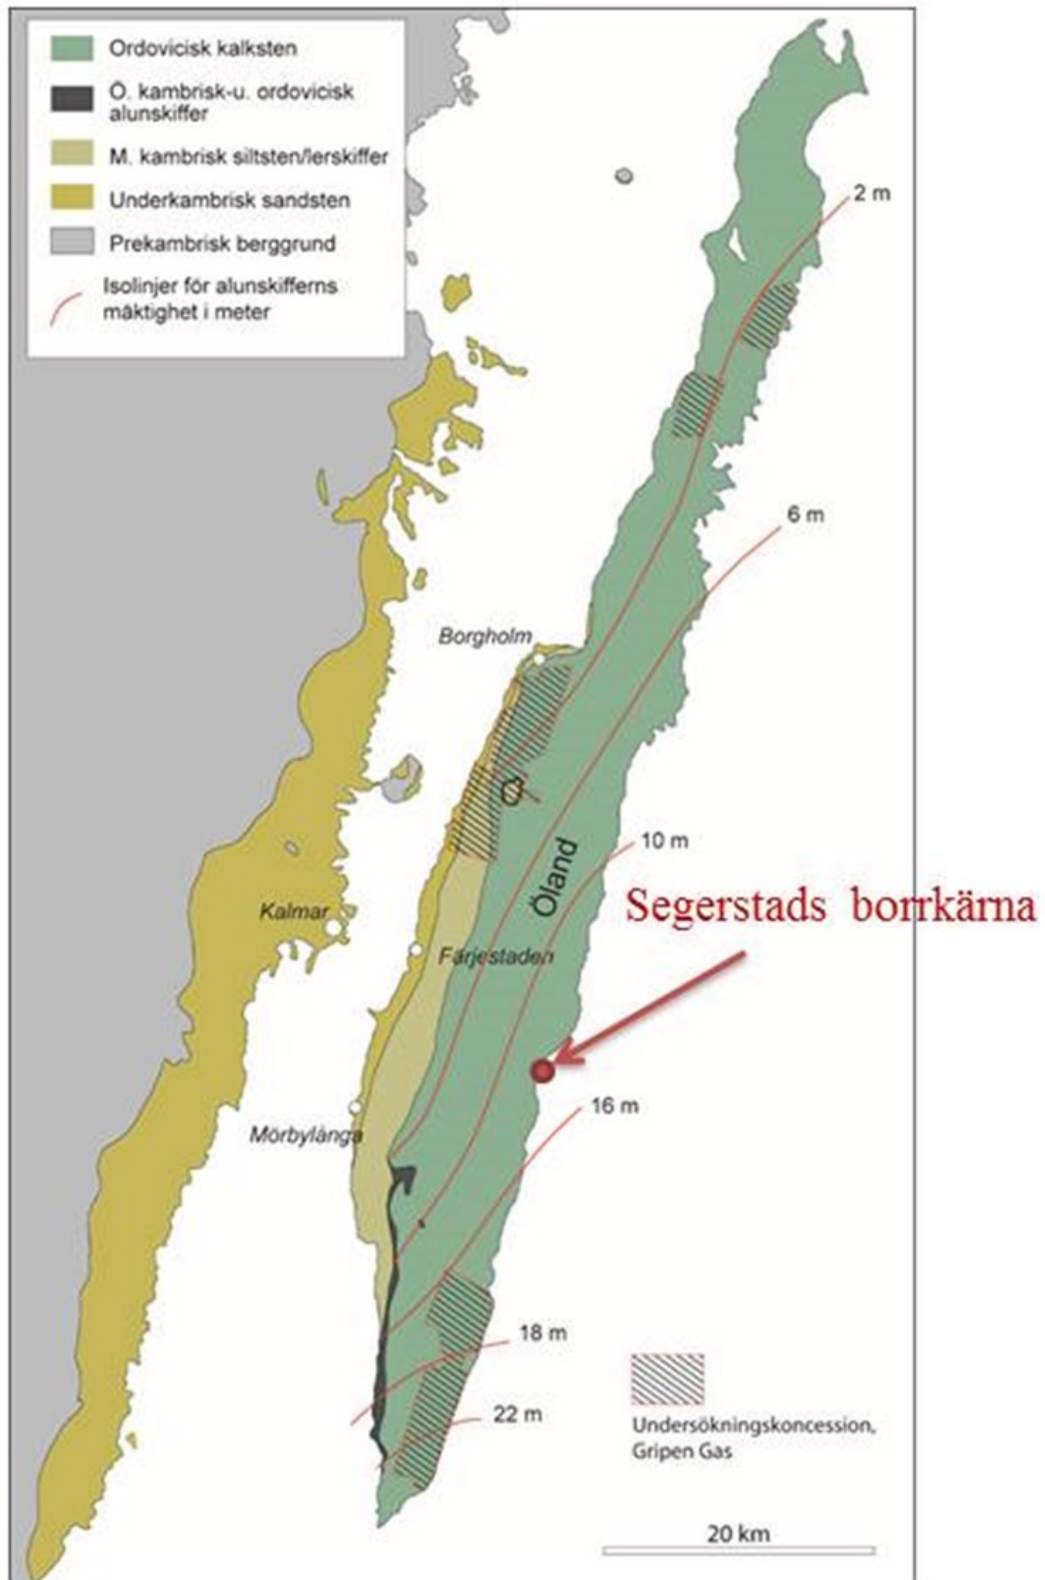 Ordovicisk kalksten
Ö. kambrisk-u. ordovicisk
alunskiffer
M. kambrisk siltsten/lerskiffer
Underkambrisk sandsten
Prekambrisk berggrund
Isolinjer för alunskifferns
mäktighet i meter
2 m
6 m
Borgholm
10 m
Öland
Segerstads borrkärna
Kalmar
Färjestaden
16 m
Mörbylånga
18 m
22 m
Undersökningskoncession,
Gripen Gas
20 km